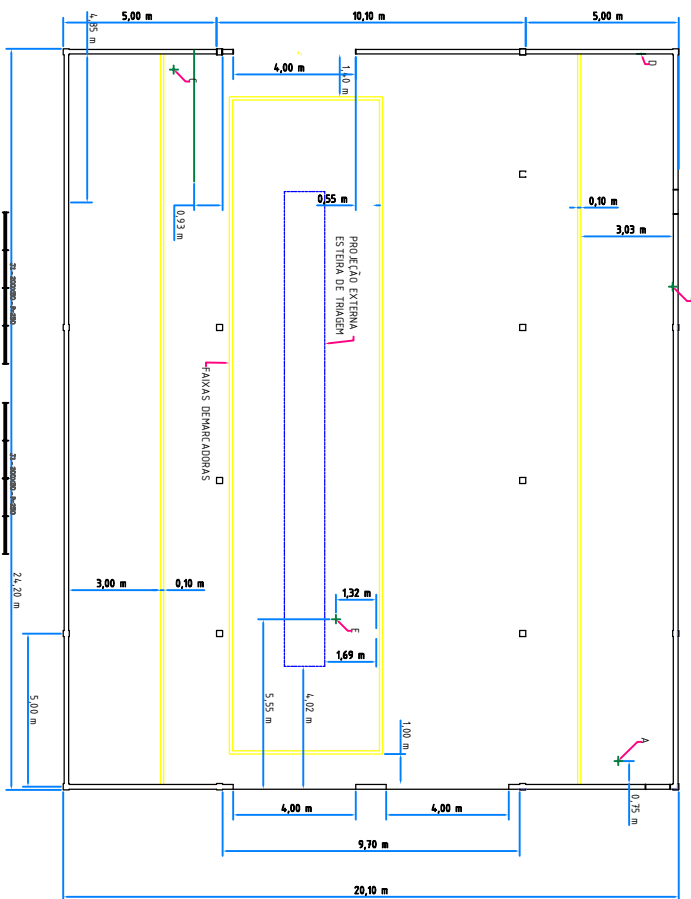 5,00 m
10,10 m
5,00 m
4,85 m
4,00 m
1,40 m
C
D
0,55 m
0,10 m
0,93 m
3,03 m
PROJEÇÃO EXTERNA
ESTEIRA DE TRIAGEM
FAIXAS DEMARCADORAS
24,20 m
3,00 m
0,10 m
1,32 m
E
1,69 m
5,00 m
5,55 m
4,02 m
1,00 m
A
0,75 m
4,00 m
4,00 m
9,70 m
20,10 m